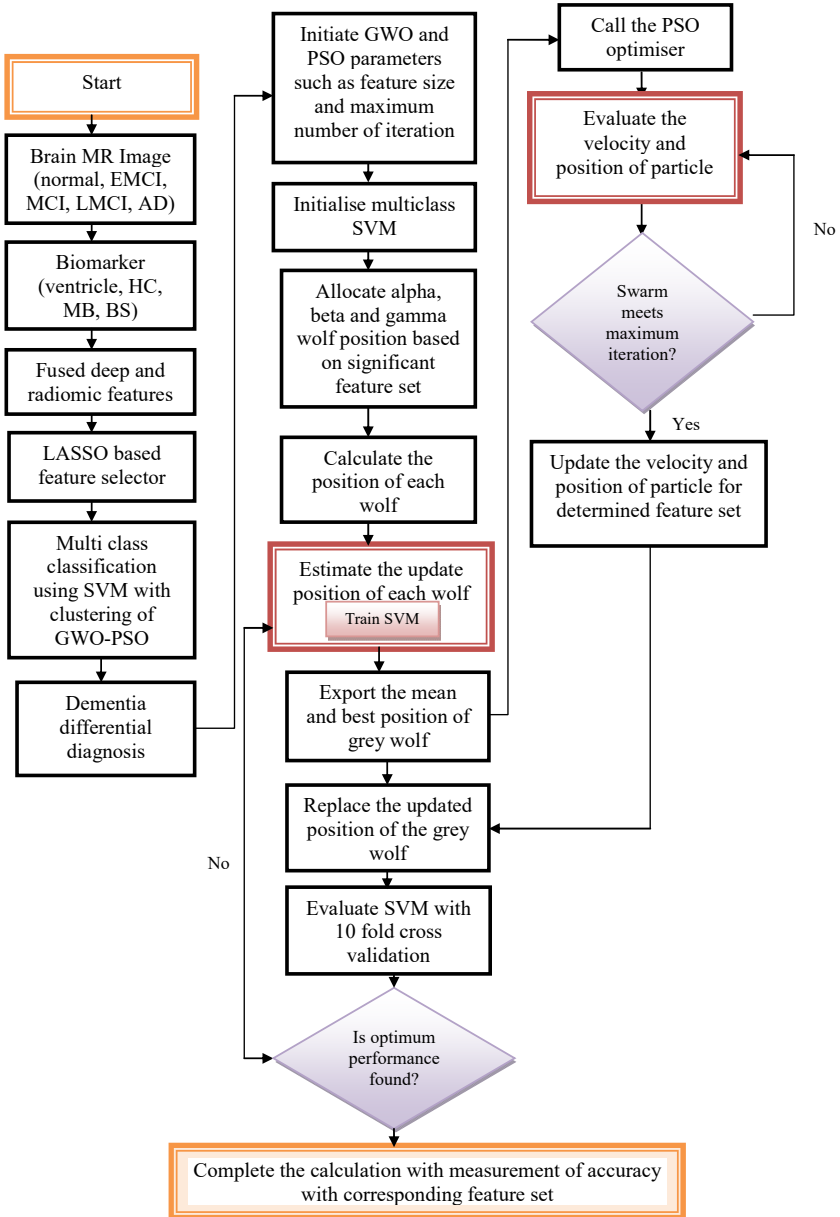 Start
Brain MR Image
(normal, EMCI,
MCI, LMCI, AD)
Biomarker
(ventricle, HC,
MB, BS)
Fused deep and
radiomic features
LASSO based
feature selector
Multi class
classification
using SVM with
clustering of
GWO-PSO
Dementia
differential
diagnosis
Initiate GWO and
PSO parameters
such as feature size
and maximum
number of iteration
Initialise multiclass
SVM
Allocate alpha,
beta and gamma
wolf position based
on significant
feature set
Calculate the
position of each
wolf
Estimate the update
position of each wolf
Train SVM
Export the mean
and best position of
grey wolf
Replace the updated
position of the grey
wolf
No
Evaluate SVM with
10 fold cross
validation
Is optimum
performance
found?
Complete the calculation with measurement of accuracy
with corresponding feature set
Call the PSO
optimiser
Evaluate the
velocity and
position of particle
No
Swarm
meets
maximum
iteration?
Yes
Update the velocity and
position of particle for
determined feature set